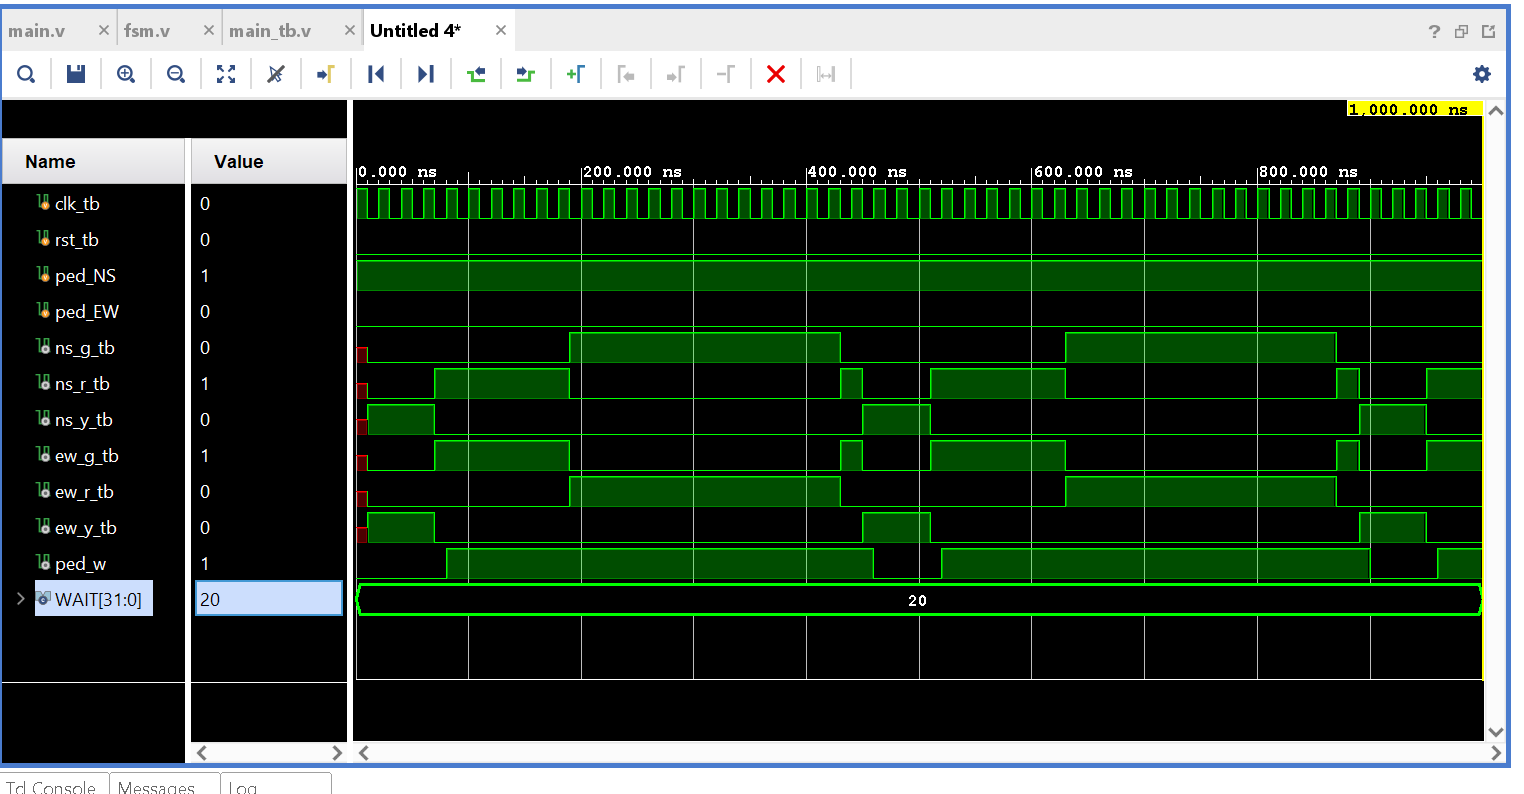 main.v × fsm.v × main_tb.v × Untitled 4* × ?
1,000.000 ns
Name Value
0.000 ns 200.000 ns 400.000 ns 600.000 ns 800.000 ns
clk_tb 0
rst_tb 0
ped_NS 1
ped_EW 0
ns_g_tb 0
ns_r_tb 1
ns_y_tb 0
ew_g_tb 1
ew_r_tb 0
ew_y_tb 0
ped_w 1
WAIT[31:0] 20 20
Tcl Console Messages Log